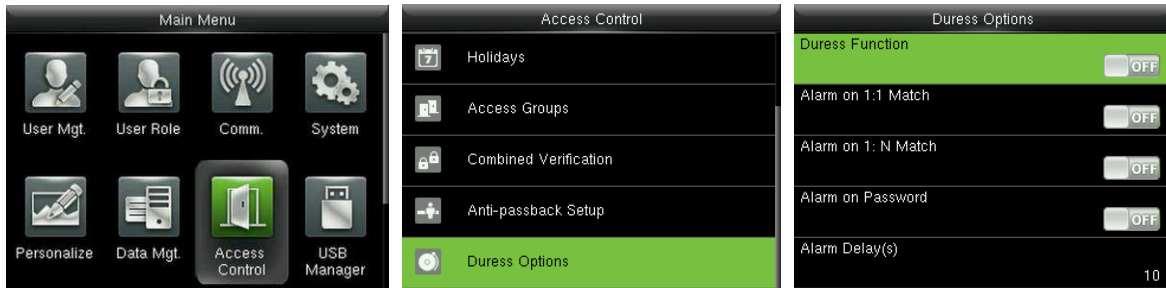 Main Menu
User Mgt.
User Role
Comm.
System
Personalize
Data Mgt.
Access
Control
USB
Manager
Access Control
7
Holidays
Access Groups
Combined Verification
Anti-passback Setup
Duress Options
Duress Options
Duress Function
OFF
Alarm on 1:1 Match
OFF
Alarm on 1: N Match
OFF
Alarm on Password
OFF
Alarm Delay(s)
10